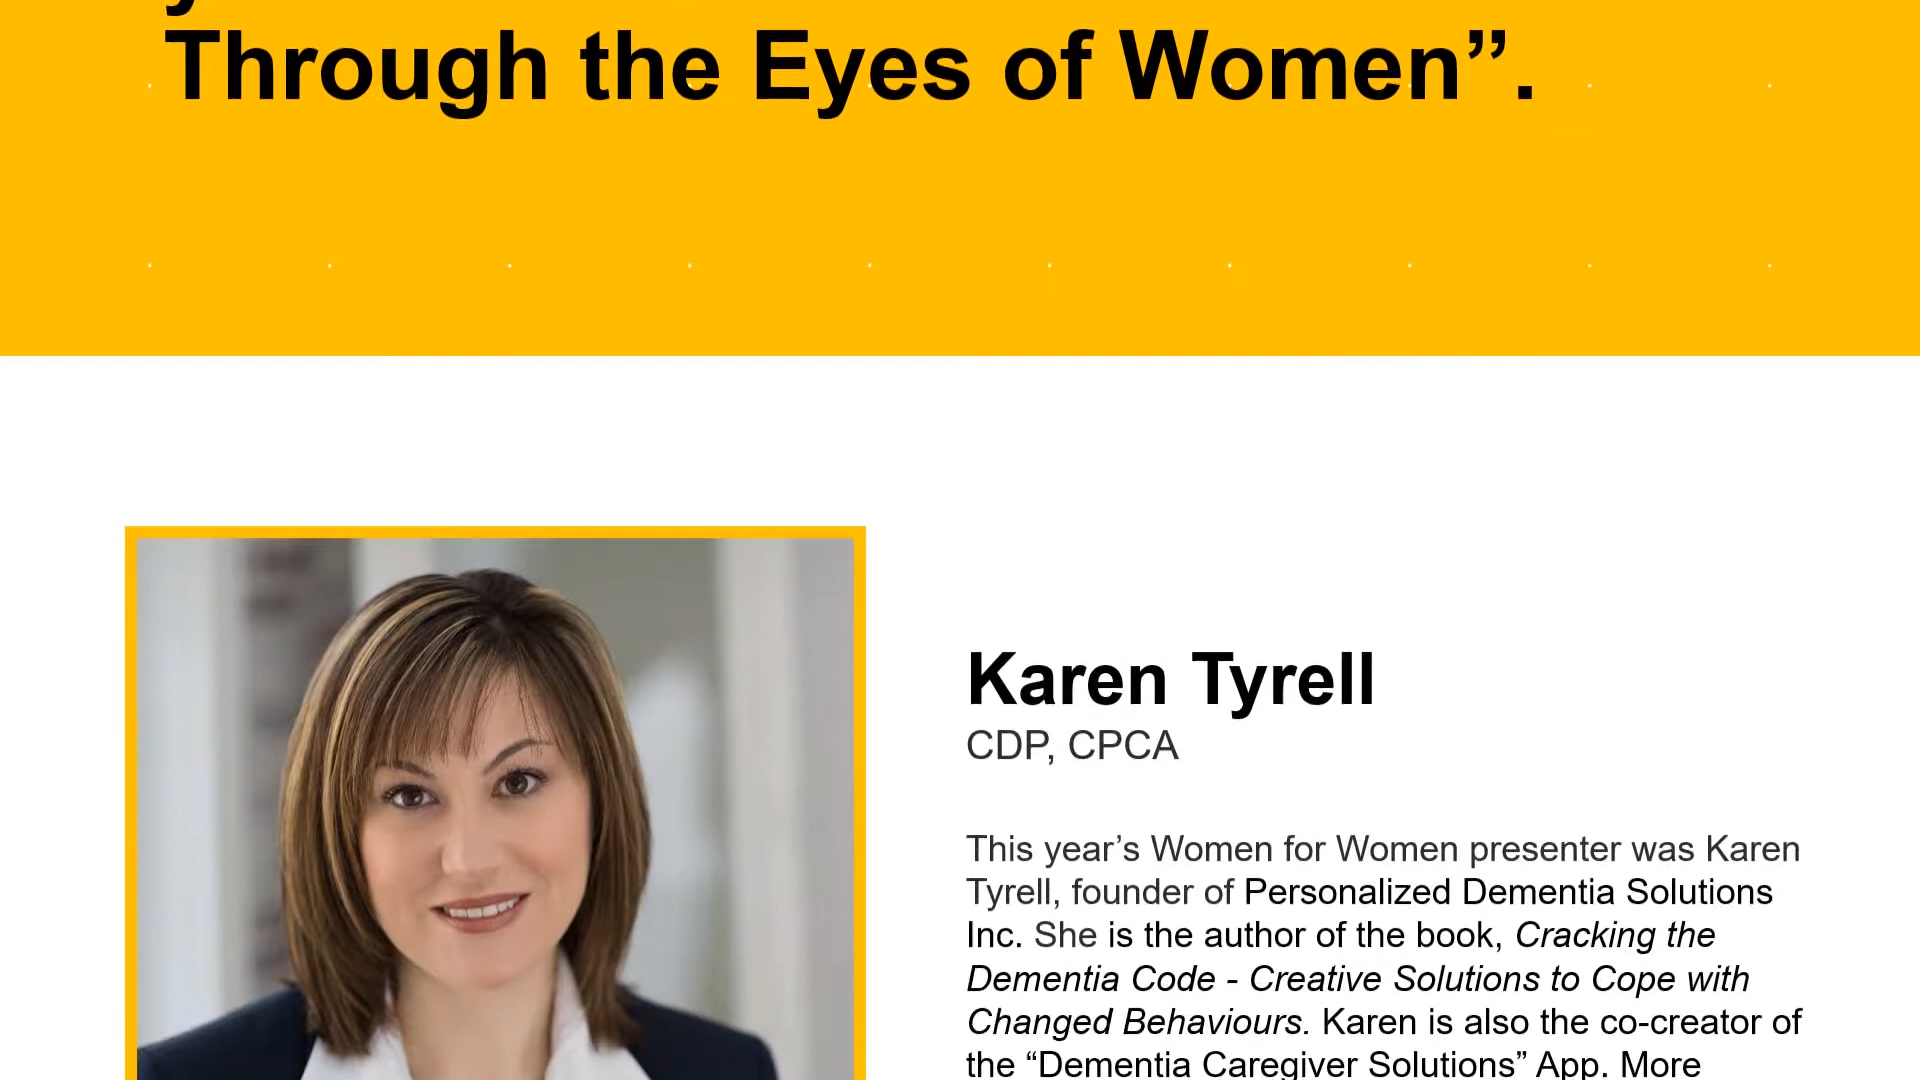 Through the Eyes of Women”.
Karen Tyrell
CDP, CPCA
This year’s Women for Women presenter was Karen
Tyrell, founder of Personalized Dementia Solutions
Inc. She is the author of the book, Cracking the
Dementia Code - Creative Solutions to Cope with
Changed Behaviours. Karen is also the co-creator of
the “Dementia Caregiver Solutions” App. More